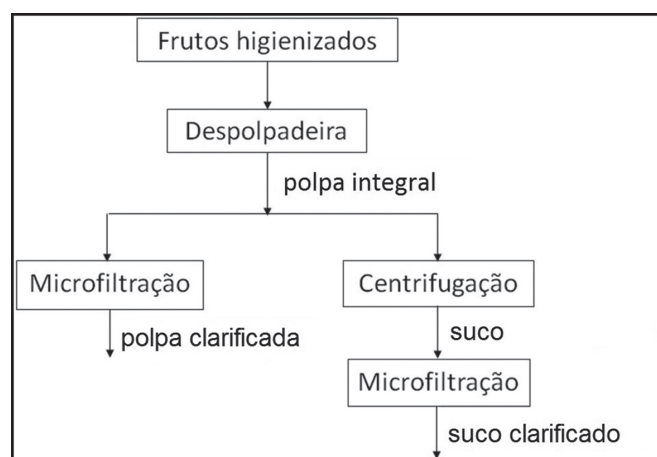 Frutos higienizados
Despolpadeira
polpa integral
Microfiltração
Centrifugação
polpa clarificada
suco
Microfiltração
suco clarificado